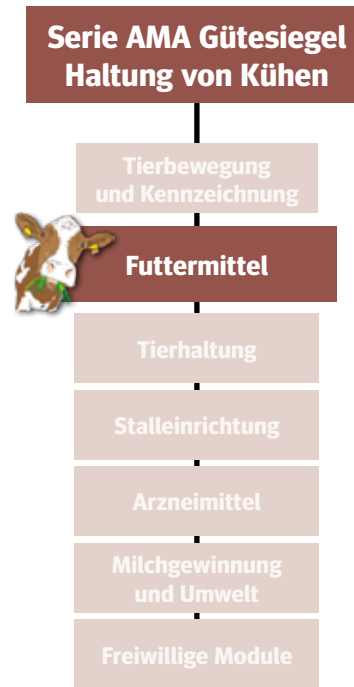 Serie AMA Gütesiegel
Haltung von Kühen
Tierbewegung
und Kennzeichnung
Futtermittel
Tierhaltung
Stalleinrichtung
Arzneimittel
Milchgewinnung
und Umwelt
Freiwillige Module